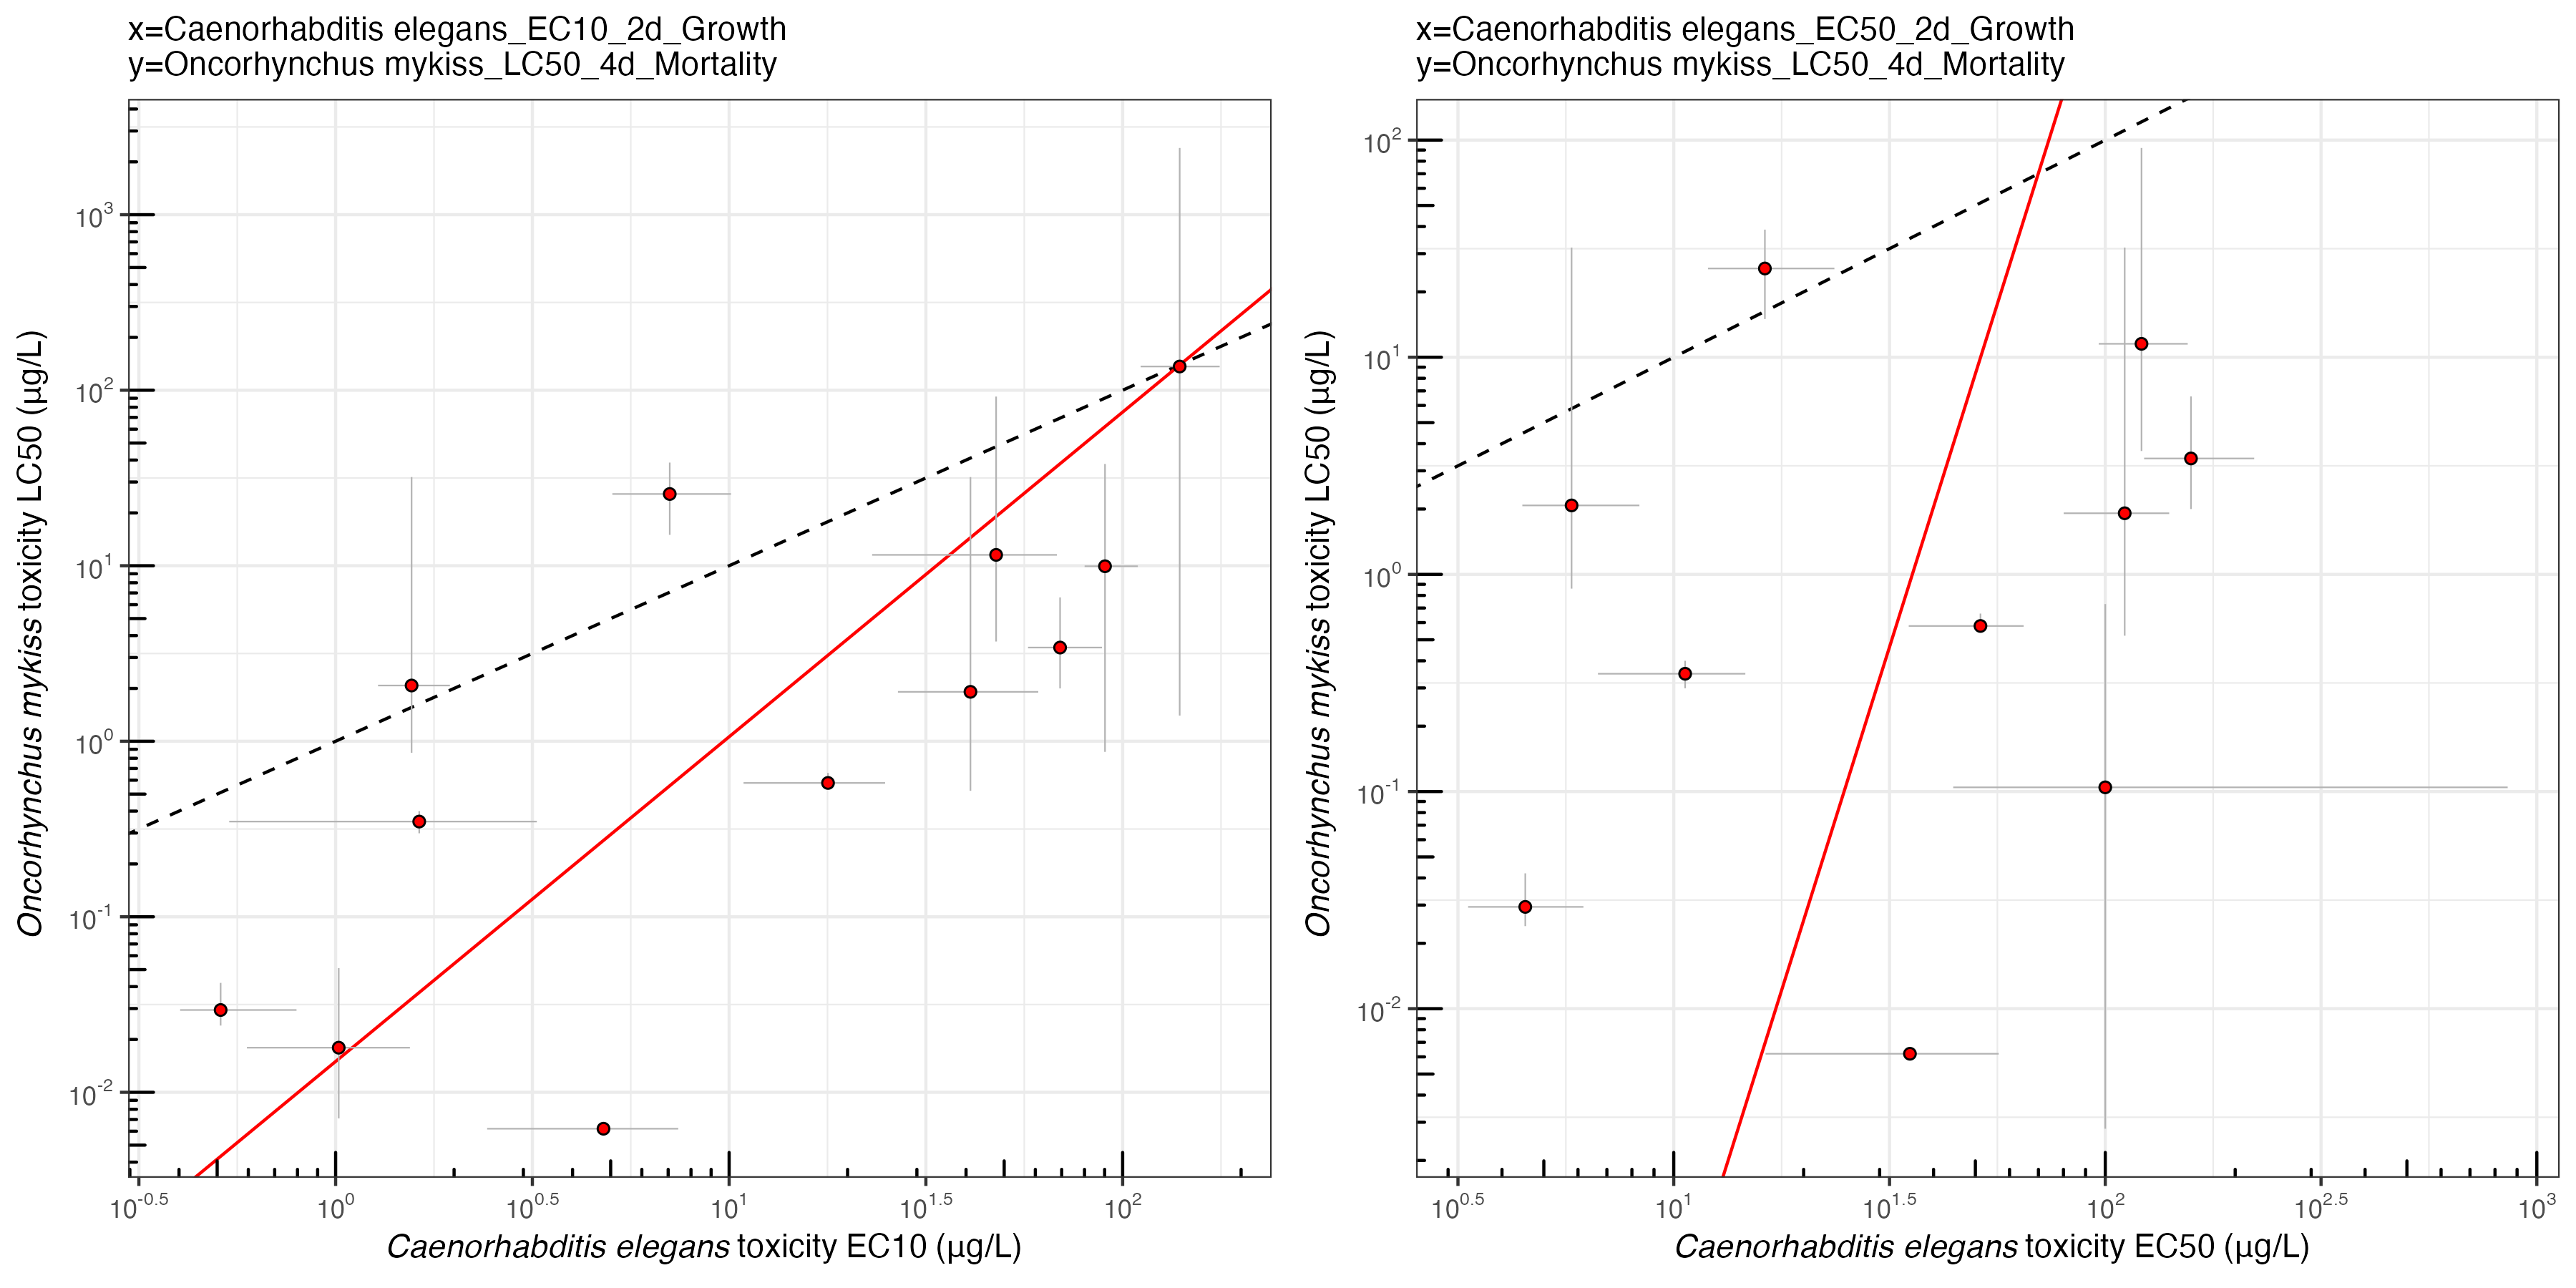 x=Caenorhabditis elegans_EC10_2d_Growth
y=Oncorhynchus mykiss_LC50_4d_Mortality
10^3
10^2
10^1
10^0
10^-1
10^-2
Oncorhynchus mykiss toxicity LC50 (µg/L)
10^-0.5 10^0 10^0.5 10^1 10^1.5 10^2
Caenorhabditis elegans toxicity EC10 (µg/L)
x=Caenorhabditis elegans_EC50_2d_Growth
y=Oncorhynchus mykiss_LC50_4d_Mortality
10^2
10^1
10^0
10^-1
10^-2
Oncorhynchus mykiss toxicity LC50 (µg/L)
10^0.5 10^1 10^1.5 10^2 10^2.5 10^3
Caenorhabditis elegans toxicity EC50 (µg/L)